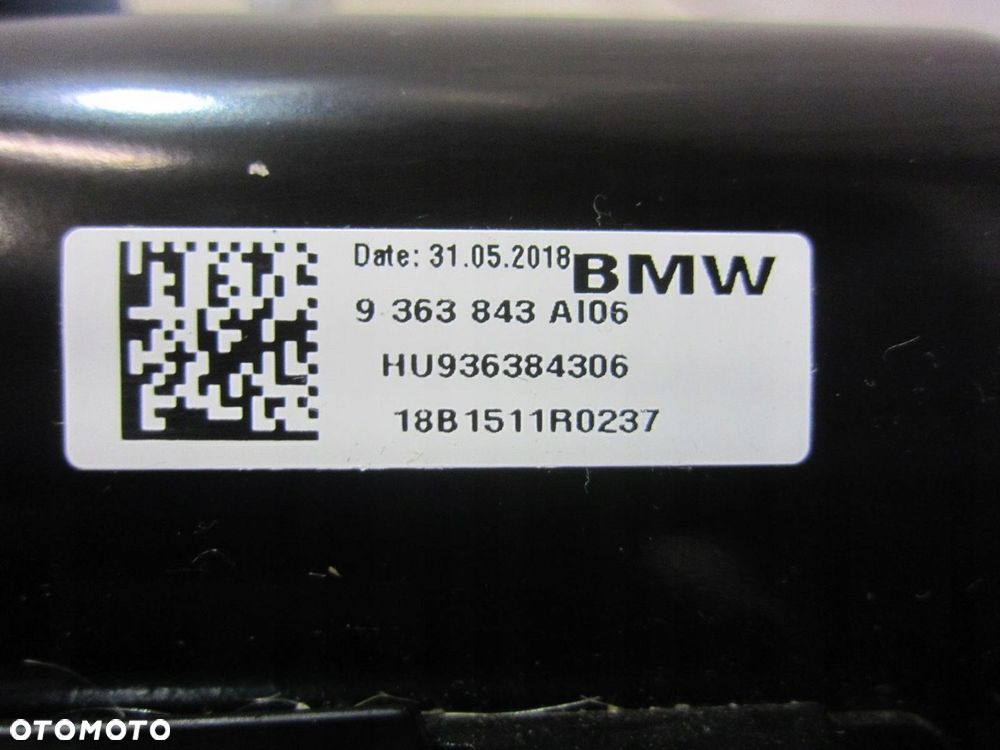 Date: 31.05.2018 BMW
9 363 843 AI06
HU936384306
18B1511R0237
OTOMOTO